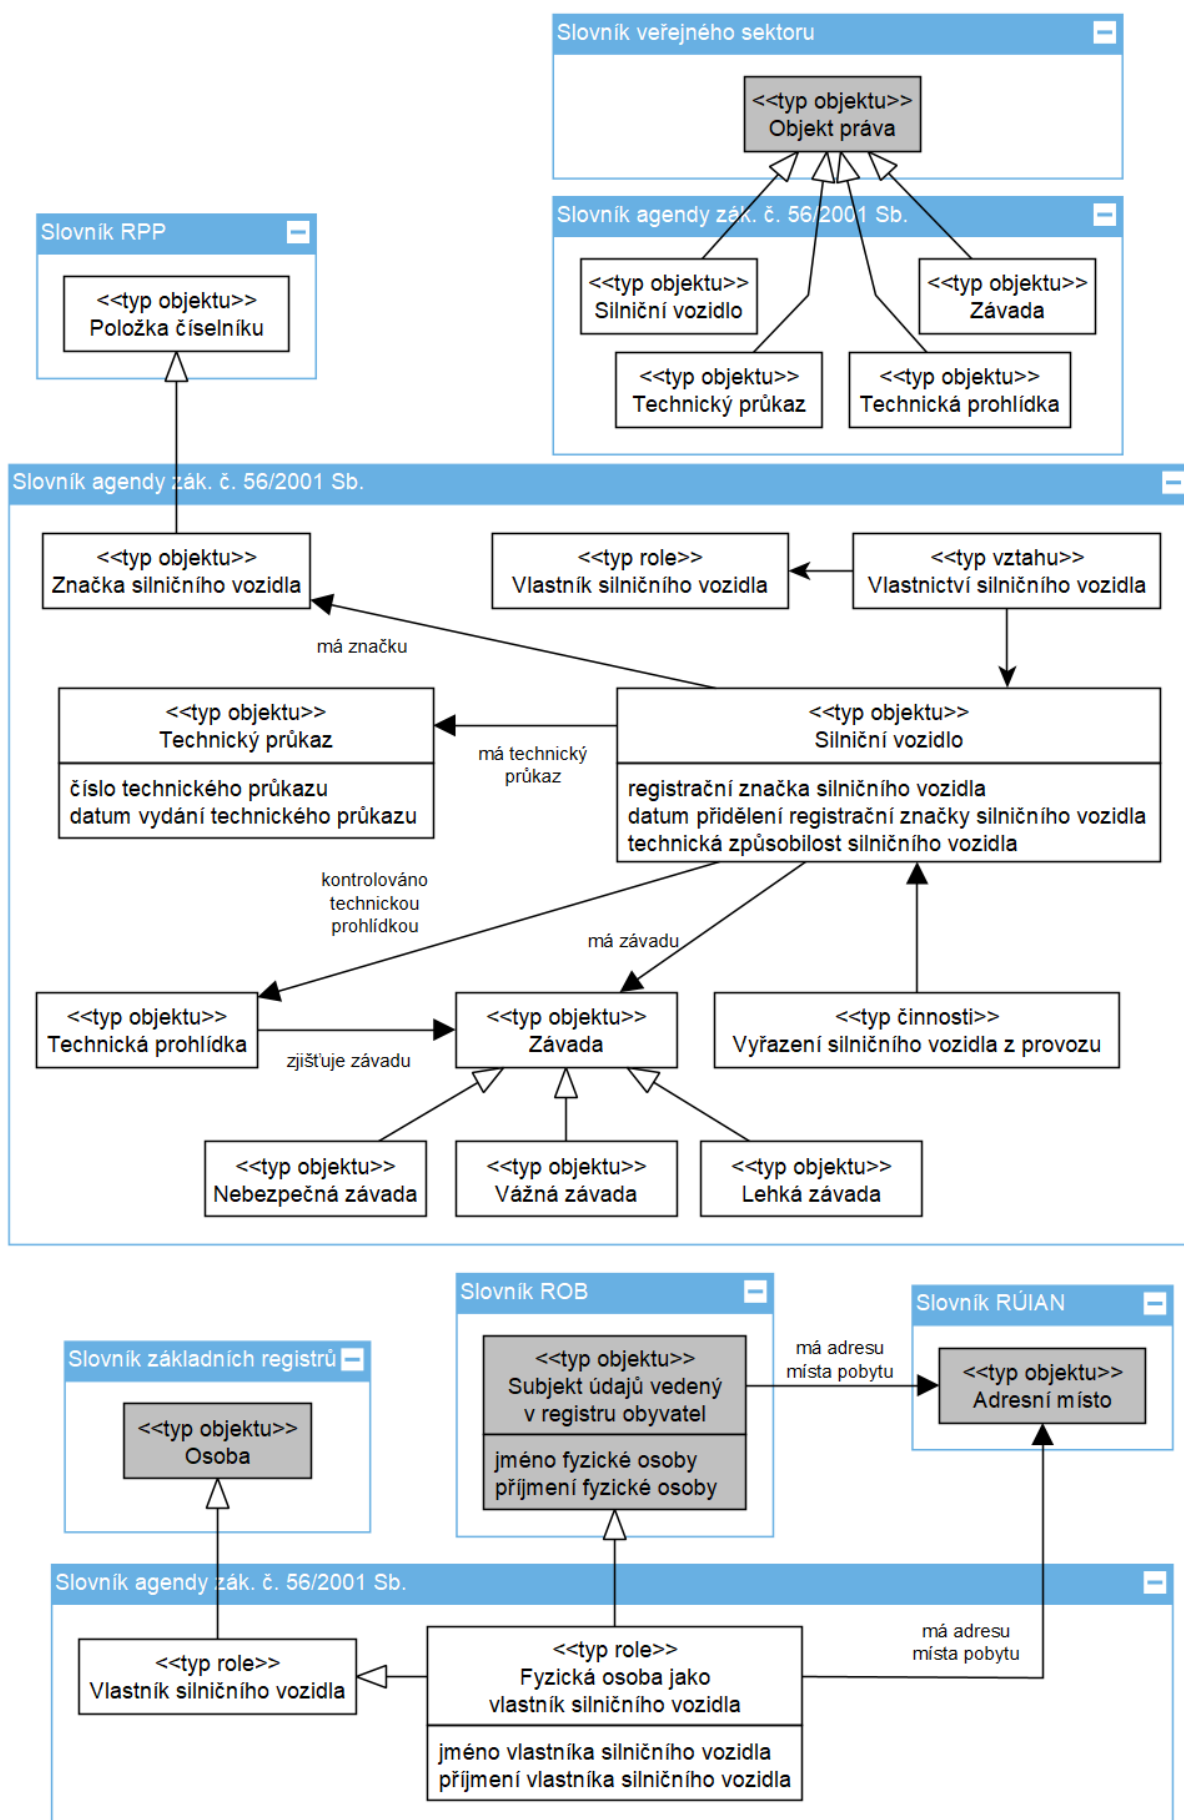 Slovník veřejného sektoru
<<typ objektu>>
Objekt práva
Slovník agendy zák. č. 56/2001 Sb.
<<typ objektu>>
Silniční vozidlo
<<typ objektu>>
Závada
<<typ objektu>>
Technický průkaz
<<typ objektu>>
Technická prohlídka
Slovník RPP
<<typ objektu>>
Položka číselníku
Slovník agendy zák. č. 56/2001 Sb.
<<typ objektu>>
Značka silničního vozidla
<<typ role>>
Vlastník silničního vozidla
<<typ vztahu>>
Vlastnictví silničního vozidla
má značku
<<typ objektu>>
Technický průkaz
číslo technického průkazu
datum vydání technického průkazu
má technický
průkaz
<<typ objektu>>
Silniční vozidlo
registrační značka silničního vozidla
datum přidělení registrační značky silničního vozidla
technická způsobilost silničního vozidla
kontrolováno
technickou
prohlídkou
má závadu
<<typ objektu>>
Technická prohlídka
zjišťuje závadu
<<typ objektu>>
Závada
<<typ činnosti>>
Vyřazení silničního vozidla z provozu
<<typ objektu>>
Nebezpečná závada
<<typ objektu>>
Vážná závada
<<typ objektu>>
Lehká závada
Slovník základních registrů
<<typ objektu>>
Osoba
Slovník ROB
<<typ objektu>>
Subjekt údajů vedený
v registru obyvatel
jméno fyzické osoby
příjmení fyzické osoby
má adresu
místa pobytu
Slovník RÚIAN
<<typ objektu>>
Adresní místo
Slovník agendy zák. č. 56/2001 Sb.
<<typ role>>
Vlastník silničního vozidla
<<typ role>>
Fyzická osoba jako
vlastník silničního vozidla
jméno vlastníka silničního vozidla
příjmení vlastníka silničního vozidla
má adresu
místa pobytu